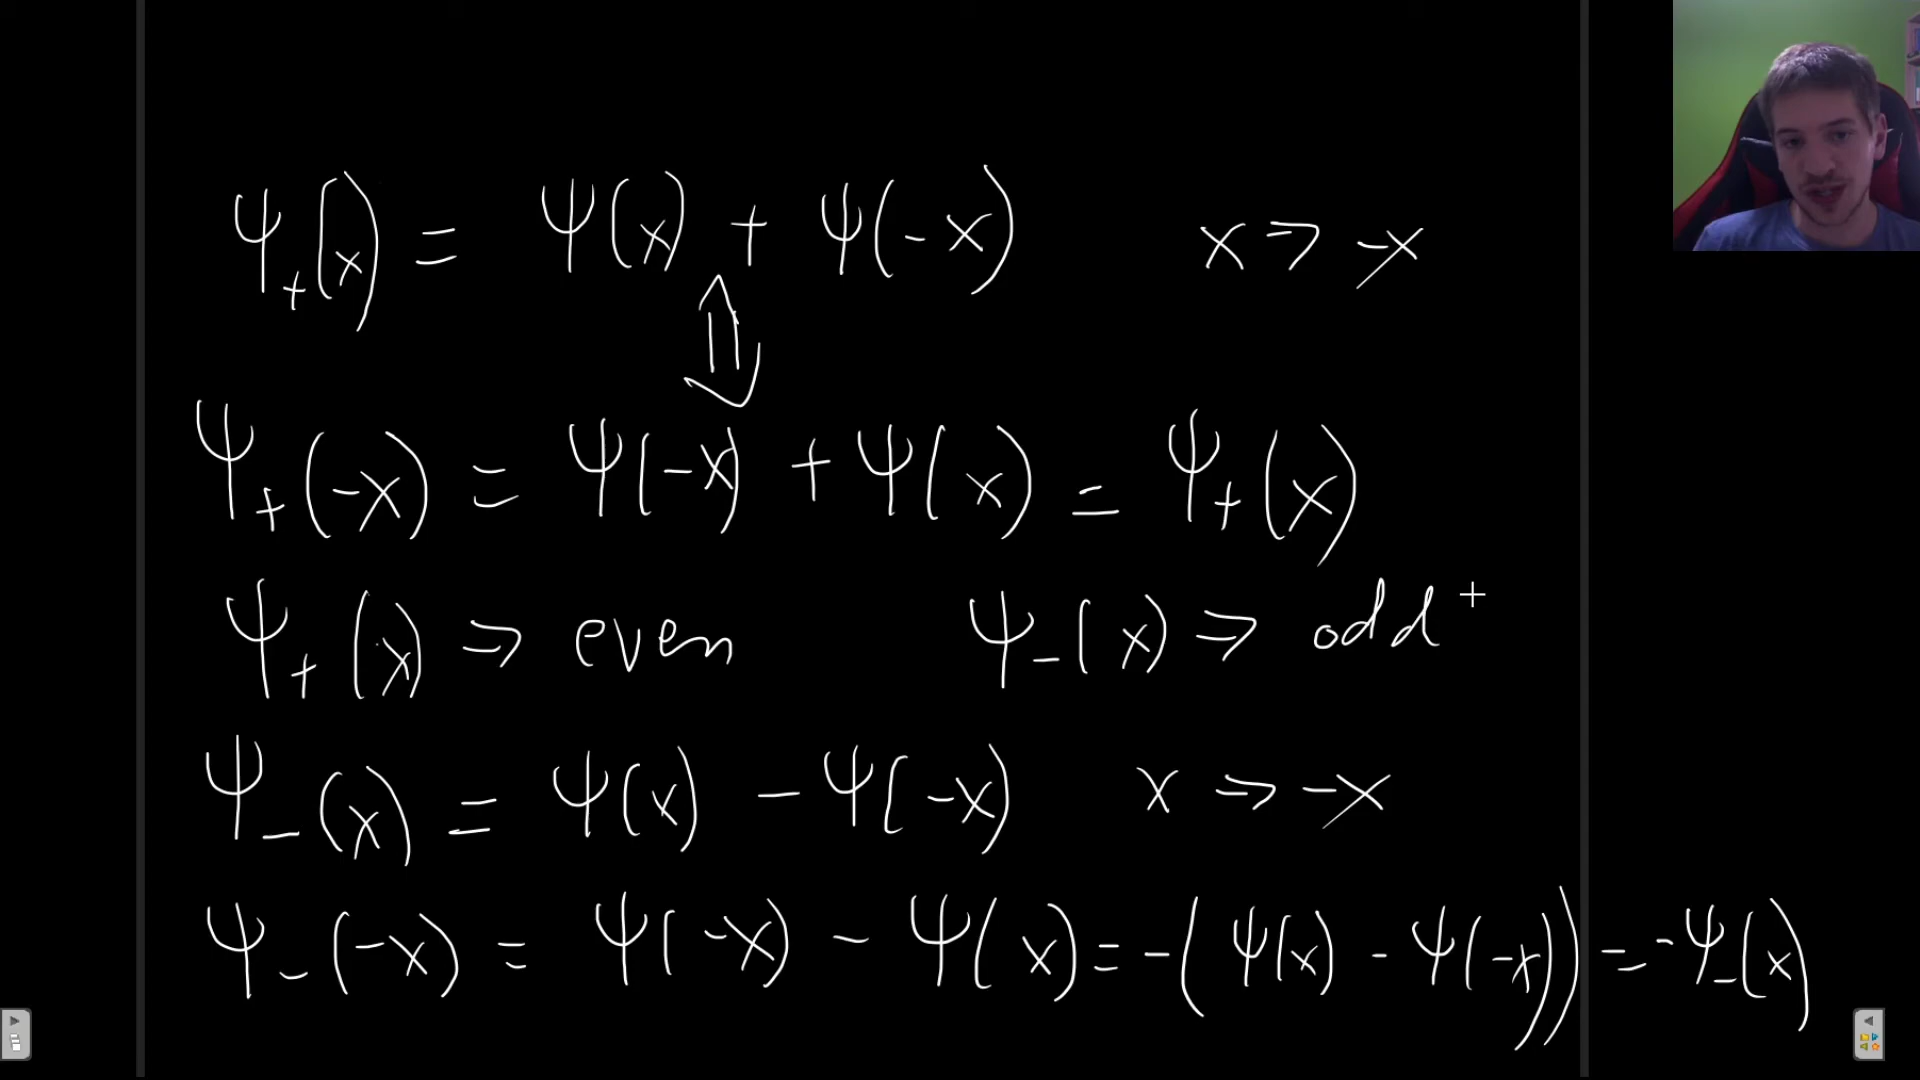 Ψ₊(x) = Ψ(x) + Ψ(-x) x ⇒ -x
⇕
Ψ₊(-x) = Ψ(-x) + Ψ(x) = Ψ₊(x)
Ψ₊(x) ⇒ even Ψ₋(x) ⇒ odd
Ψ₋(x) = Ψ(x) - Ψ(-x) x ⇒ -x
Ψ₋(-x) = Ψ(-x) - Ψ(x) = -(Ψ(x) - Ψ(-x)) = -Ψ₋(x)